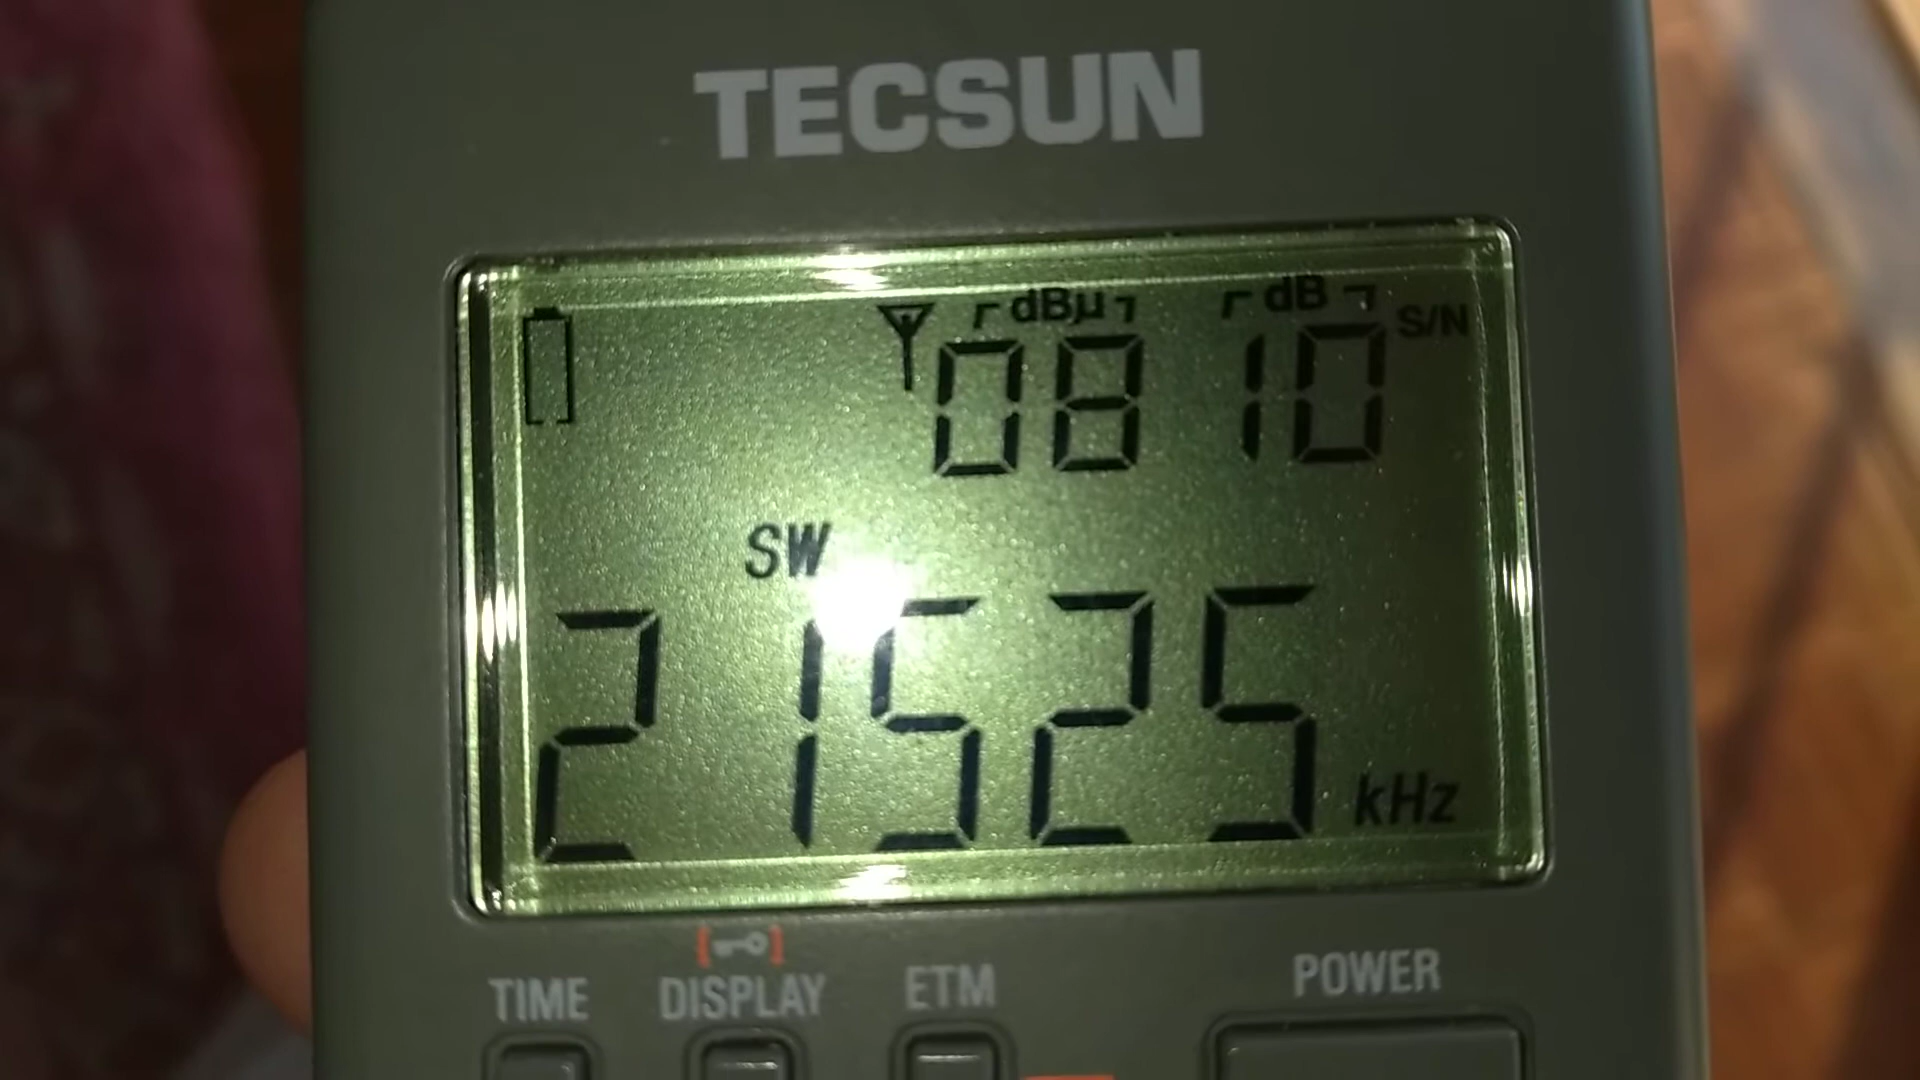 TECSUN
dBµ dB
08 10 S/N
SW
21525 kHz
TIME DISPLAY ETM POWER